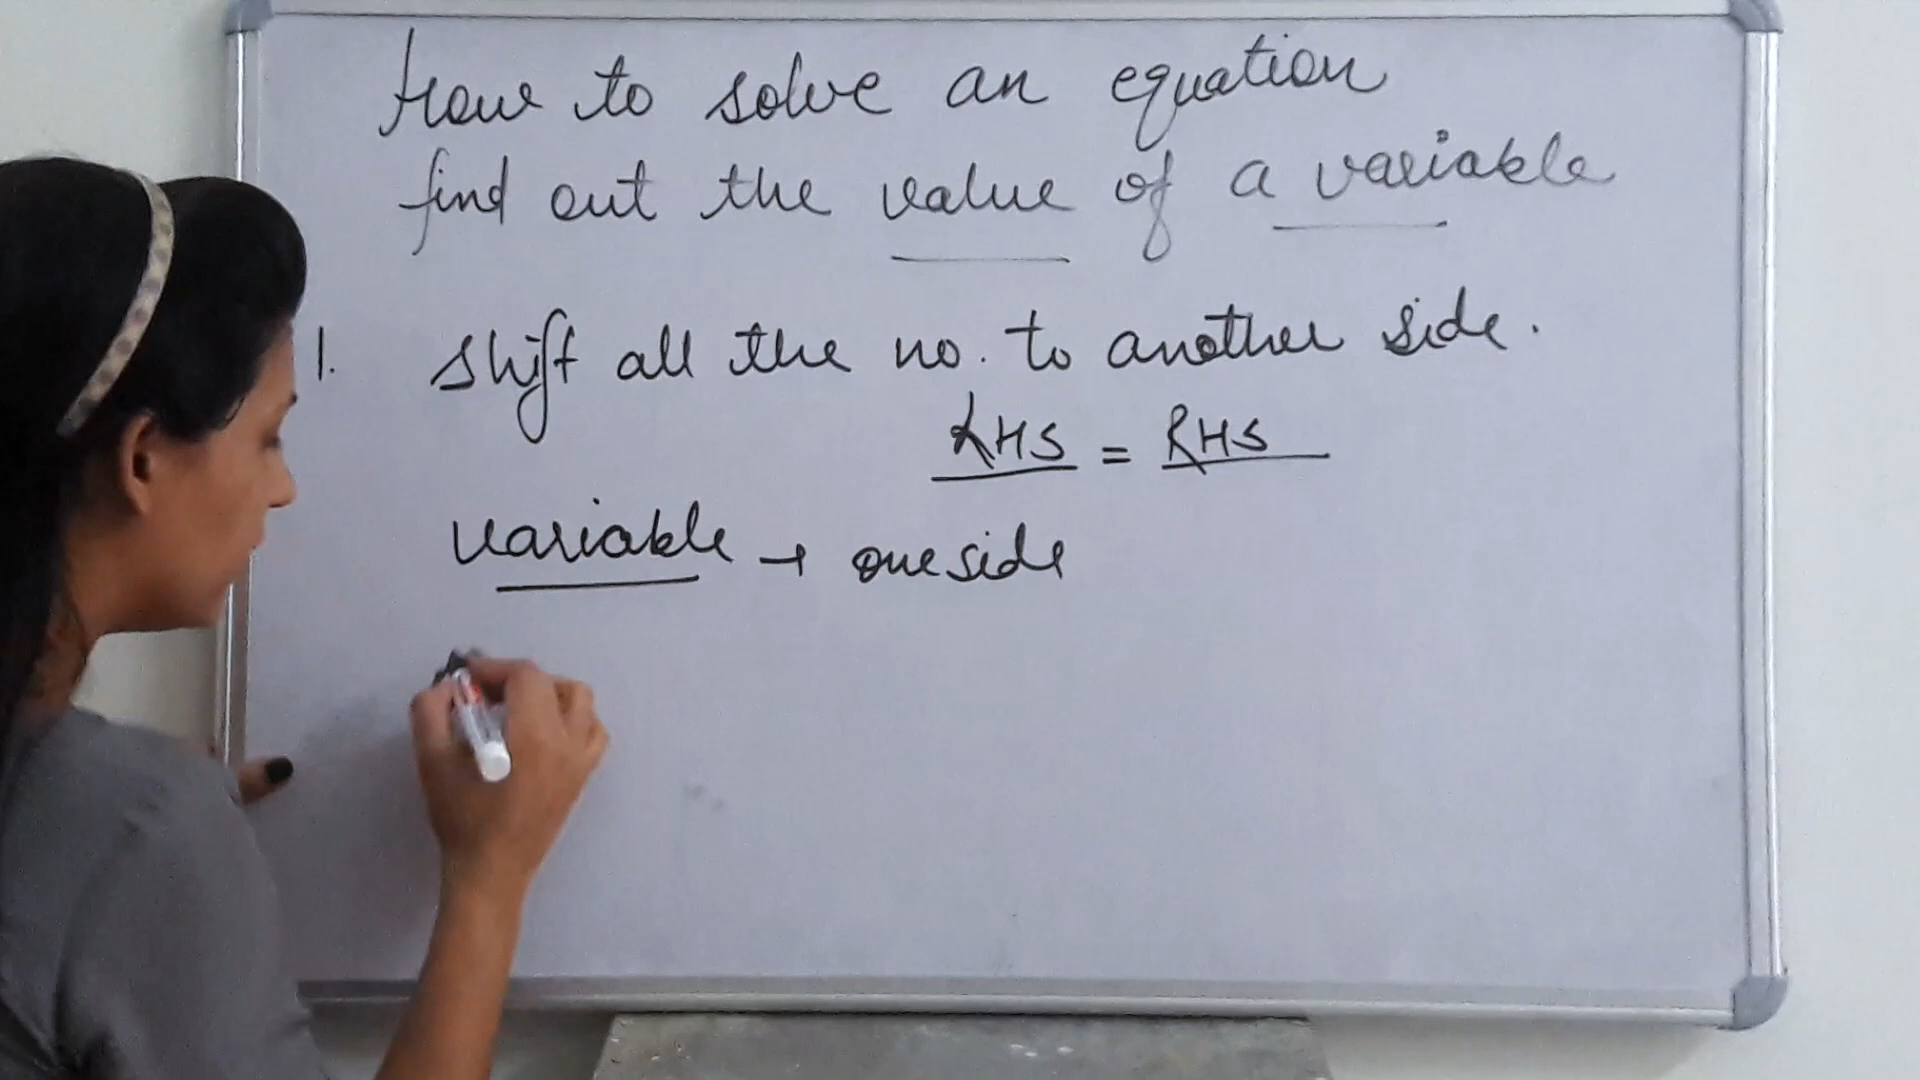 How to solve an equation
find out the value of a variable
1. Shift all the no. to another side.
LHS = RHS
variable → one side